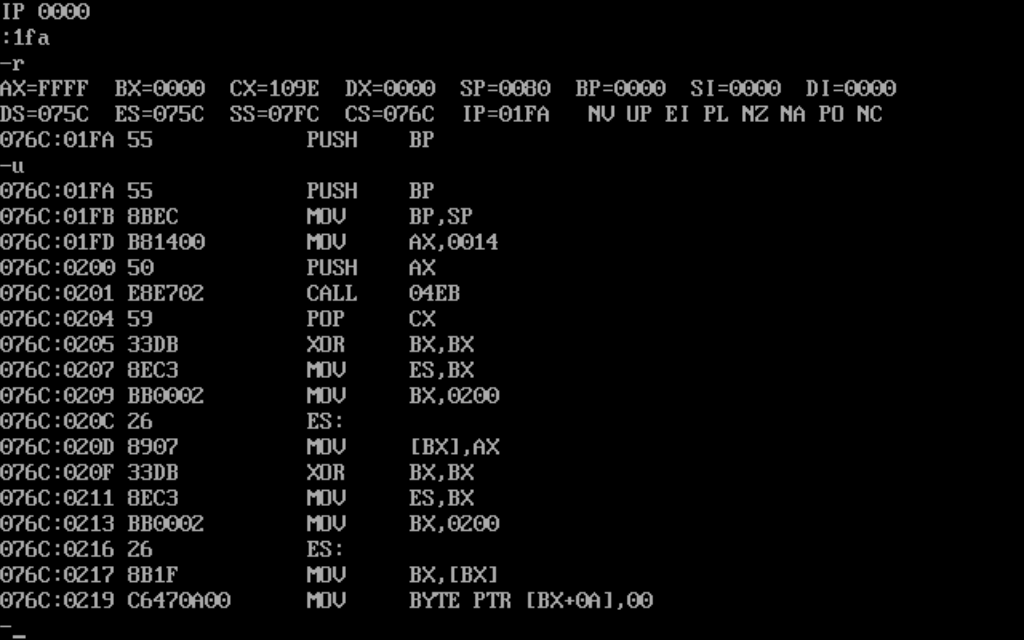 IP 0000
:1fa
-r
AX=FFFF  BX=0000  CX=109E  DX=0000  SP=0080  BP=0000  SI=0000  DI=0000
DS=075C  ES=075C  SS=07FC  CS=076C  IP=01FA   NV UP EI PL NZ NA PO NC
076C:01FA 55            PUSH    BP
-u
076C:01FA 55            PUSH    BP
076C:01FB 8BEC          MOV     BP,SP
076C:01FD B81400        MOV     AX,0014
076C:0200 50            PUSH    AX
076C:0201 E8E702        CALL    04EB
076C:0204 59            POP     CX
076C:0205 33DB          XOR     BX,BX
076C:0207 8EC3          MOV     ES,BX
076C:0209 BB0002        MOV     BX,0200
076C:020C 26            ES:
076C:020D 8907          MOV     [BX],AX
076C:020F 33DB          XOR     BX,BX
076C:0211 8EC3          MOV     ES,BX
076C:0213 BB0002        MOV     BX,0200
076C:0216 26            ES:
076C:0217 8B1F          MOV     BX,[BX]
076C:0219 C6470A00      MOV     BYTE PTR [BX+0A],00
-_